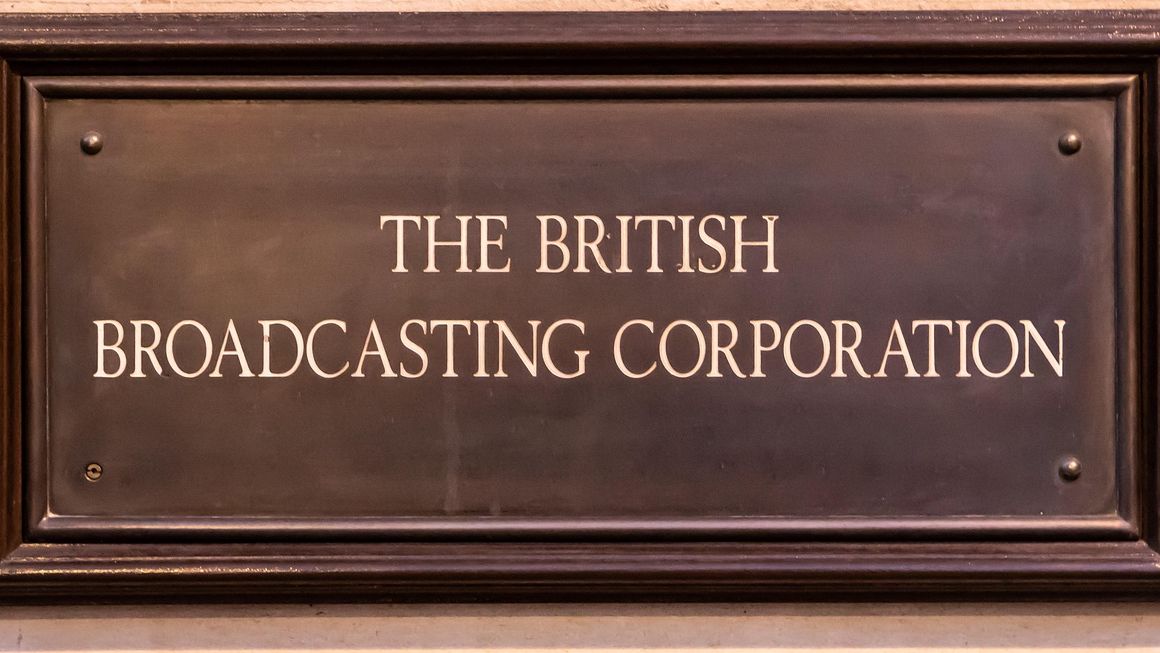 THE BRITISH
BROADCASTING CORPORATION